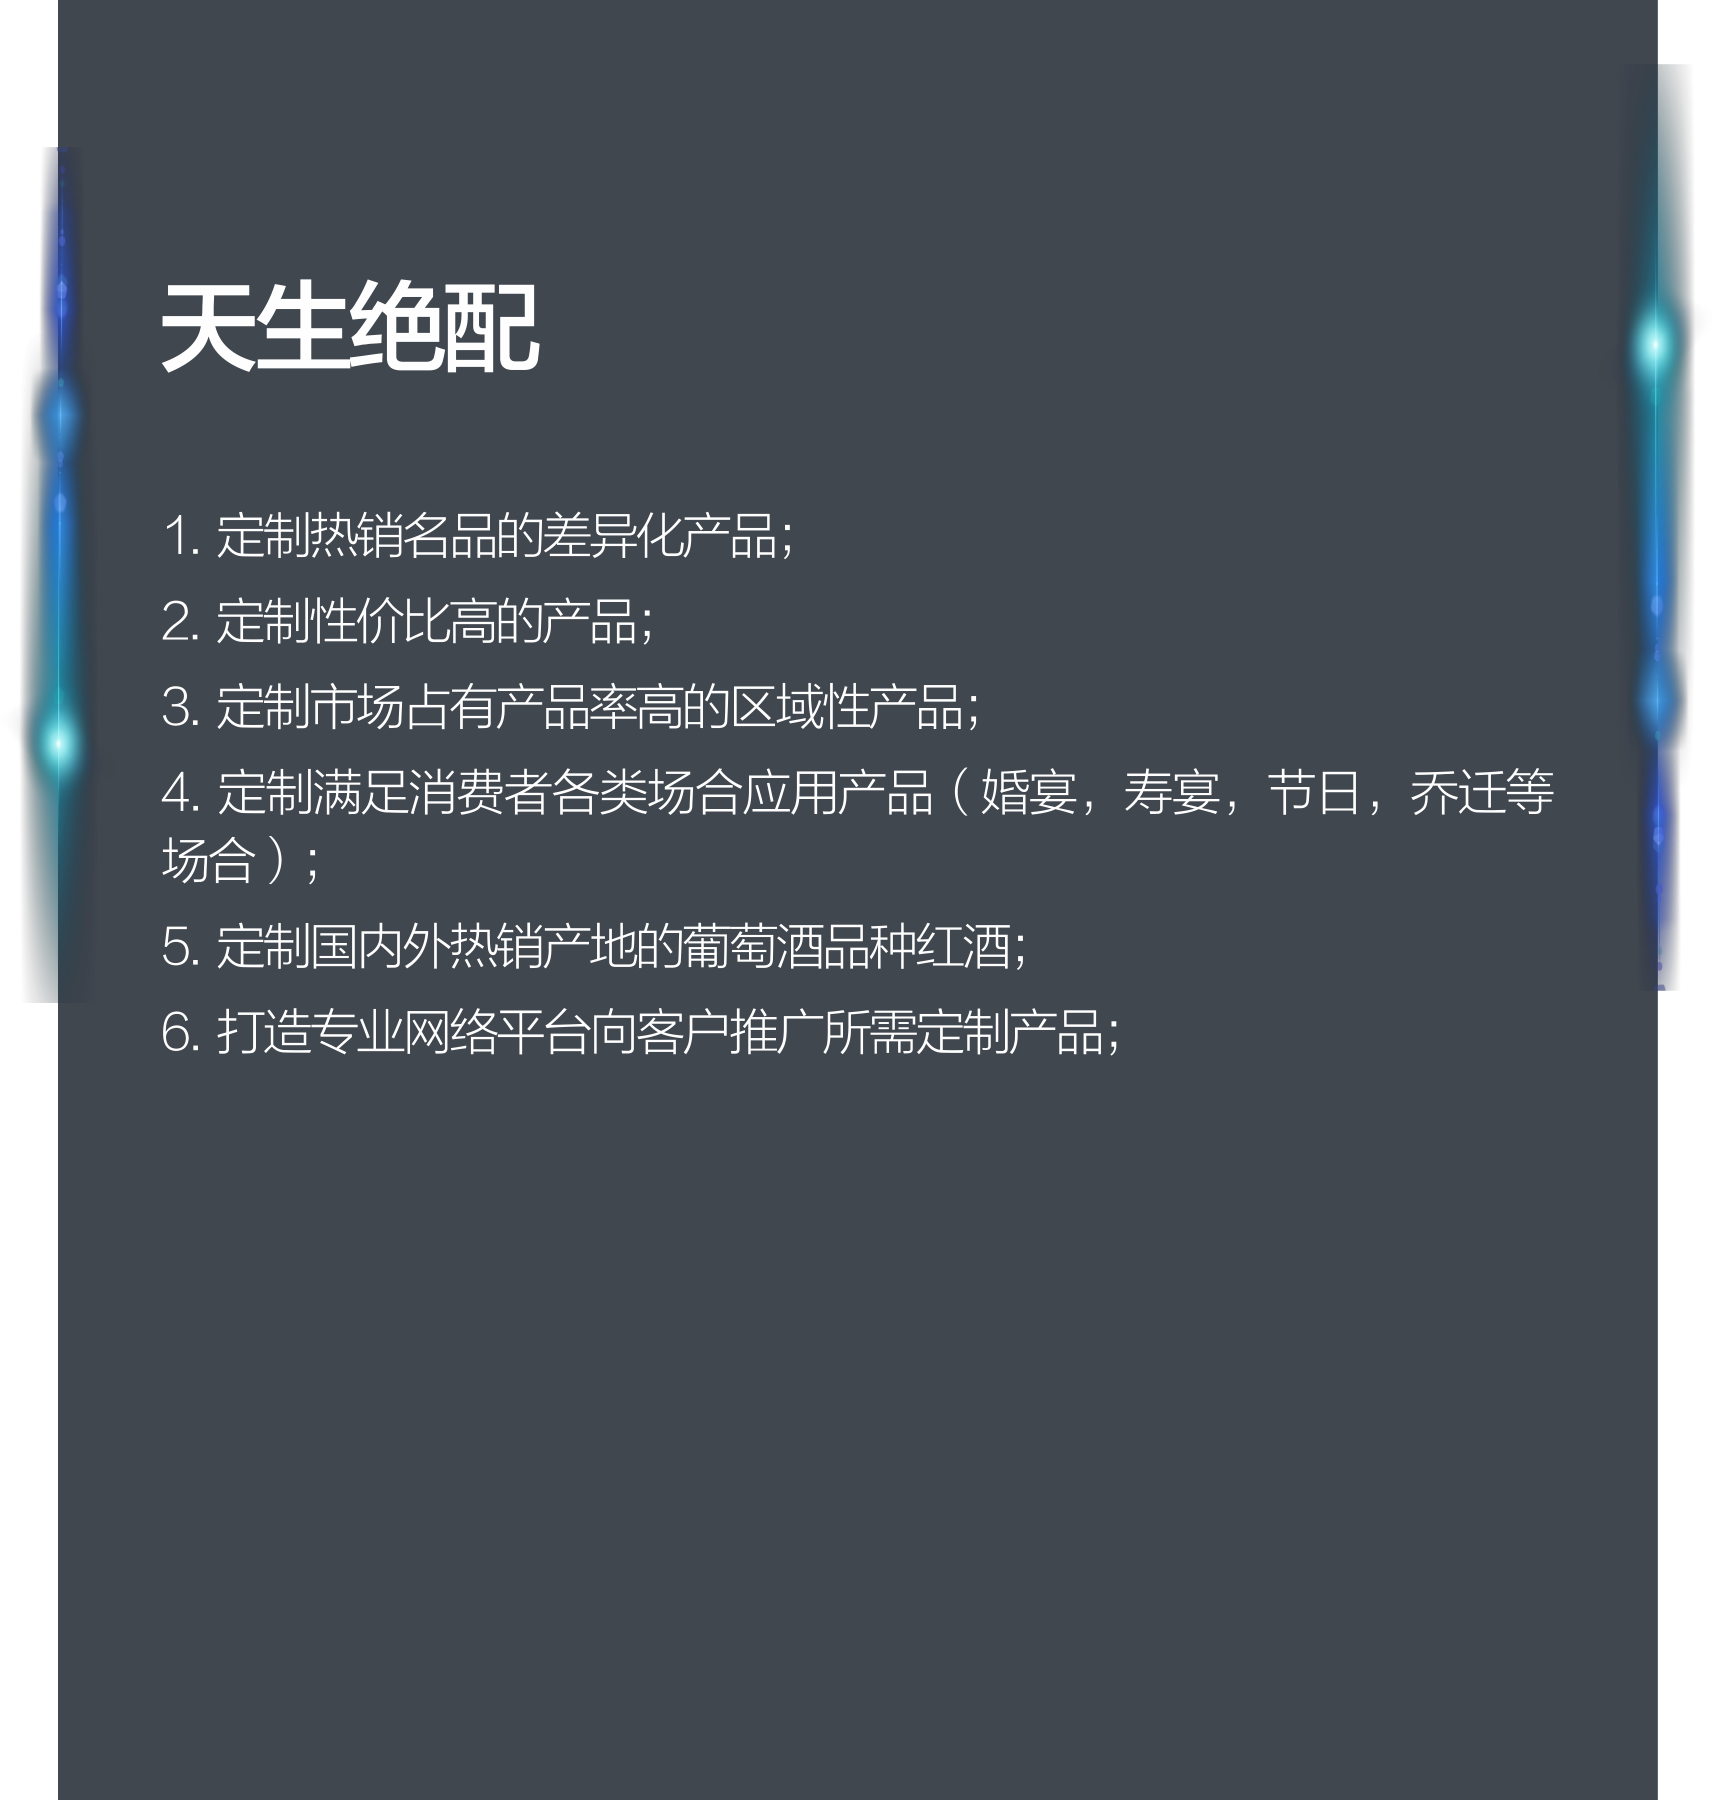 天生绝配
1. 定制热销名品的差异化产品；
2. 定制性价比高的产品；
3. 定制市场占有产品率高的区域性产品；
4. 定制满足消费者各类场合应用产品（婚宴，寿宴，节日，乔迁等
场合）；
5. 定制国内外热销产地的葡萄酒品种红酒；
6. 打造专业网络平台向客户推广所需定制产品；